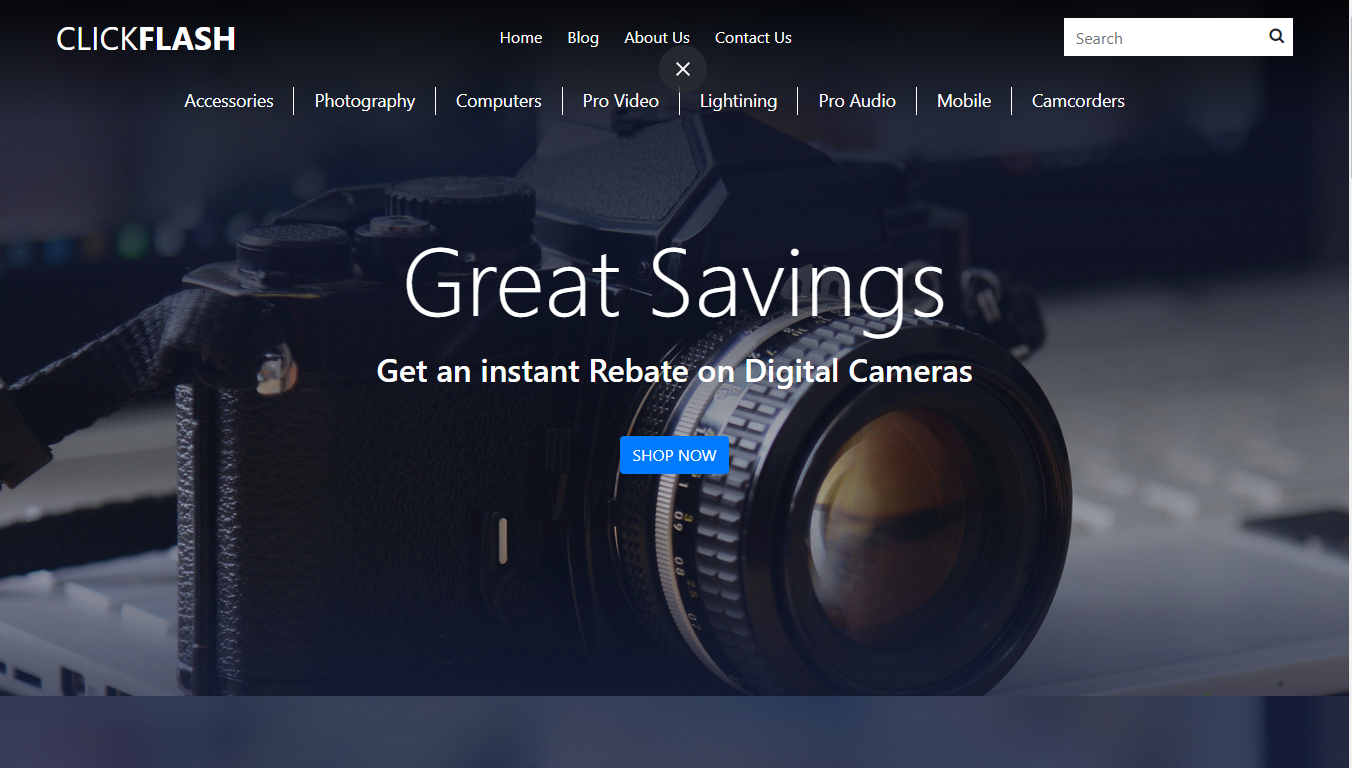 CLICKFLASH
Home Blog About Us Contact Us
Search
Accessories Photography Computers Pro Video Lightining Pro Audio Mobile Camcorders
Great Savings
Get an instant Rebate on Digital Cameras
SHOP NOW